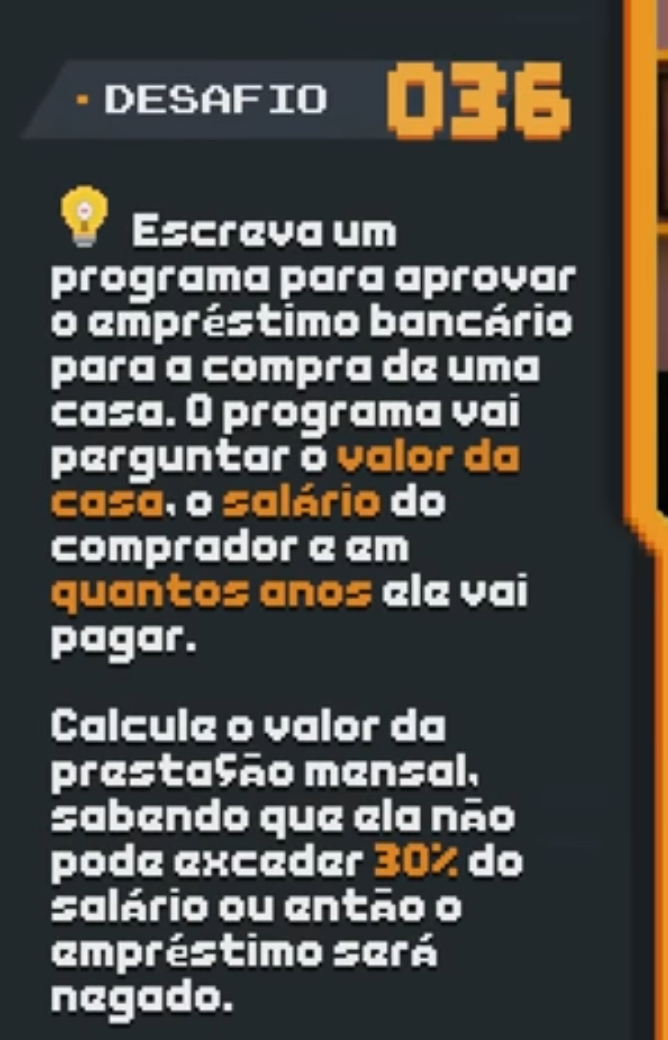 DESAFIO 036
Escreva um
programa para aprovar
o empréstimo bancário
para a compra de uma
casa. O programa vai
perguntar o valor da
casa, o salário do
comprador e em
quantos anos ele vai
pagar.
Calcule o valor da
prestação mensal,
sabendo que ela não
pode exceder 30% do
salário ou então o
empréstimo será
negado.